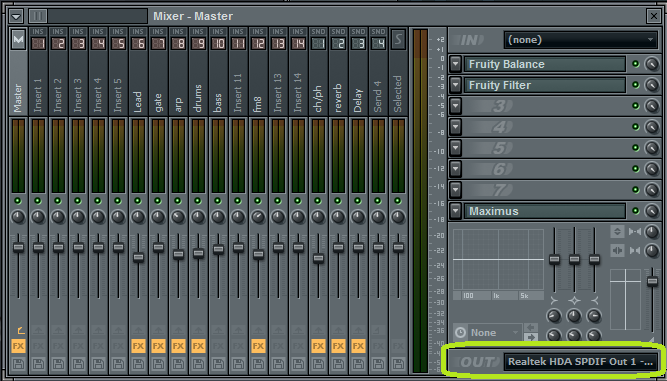 Mixer - Master
INS INS INS INS INS INS INS INS INS INS INS INS INS INS SND SND SND SND
M 1 2 3 4 5 6 7 8 9 10 11 12 13 14 1 2 3 4 S
Master
Insert 1
Insert 2
Insert 3
Insert 4
Insert 5
Lead
gate
arp
drums
bass
Insert 11
fm8
Insert 13
Insert 14
ch/ph
reverb
Delay
Send 4
Selected
+2
+1
0
-1
-2
-3
-4
-5
-6
-8
-10
-12
-14
-16
-18
-20
-22
-24
-26
-28
IN
(none)
Fruity Balance
Fruity Filter
3
4
5
6
7
Maximus
100 1k 5k
None
FX FX FX FX FX FX FX FX FX
OUT
Realtek HDA SPDIF Out 1 -...